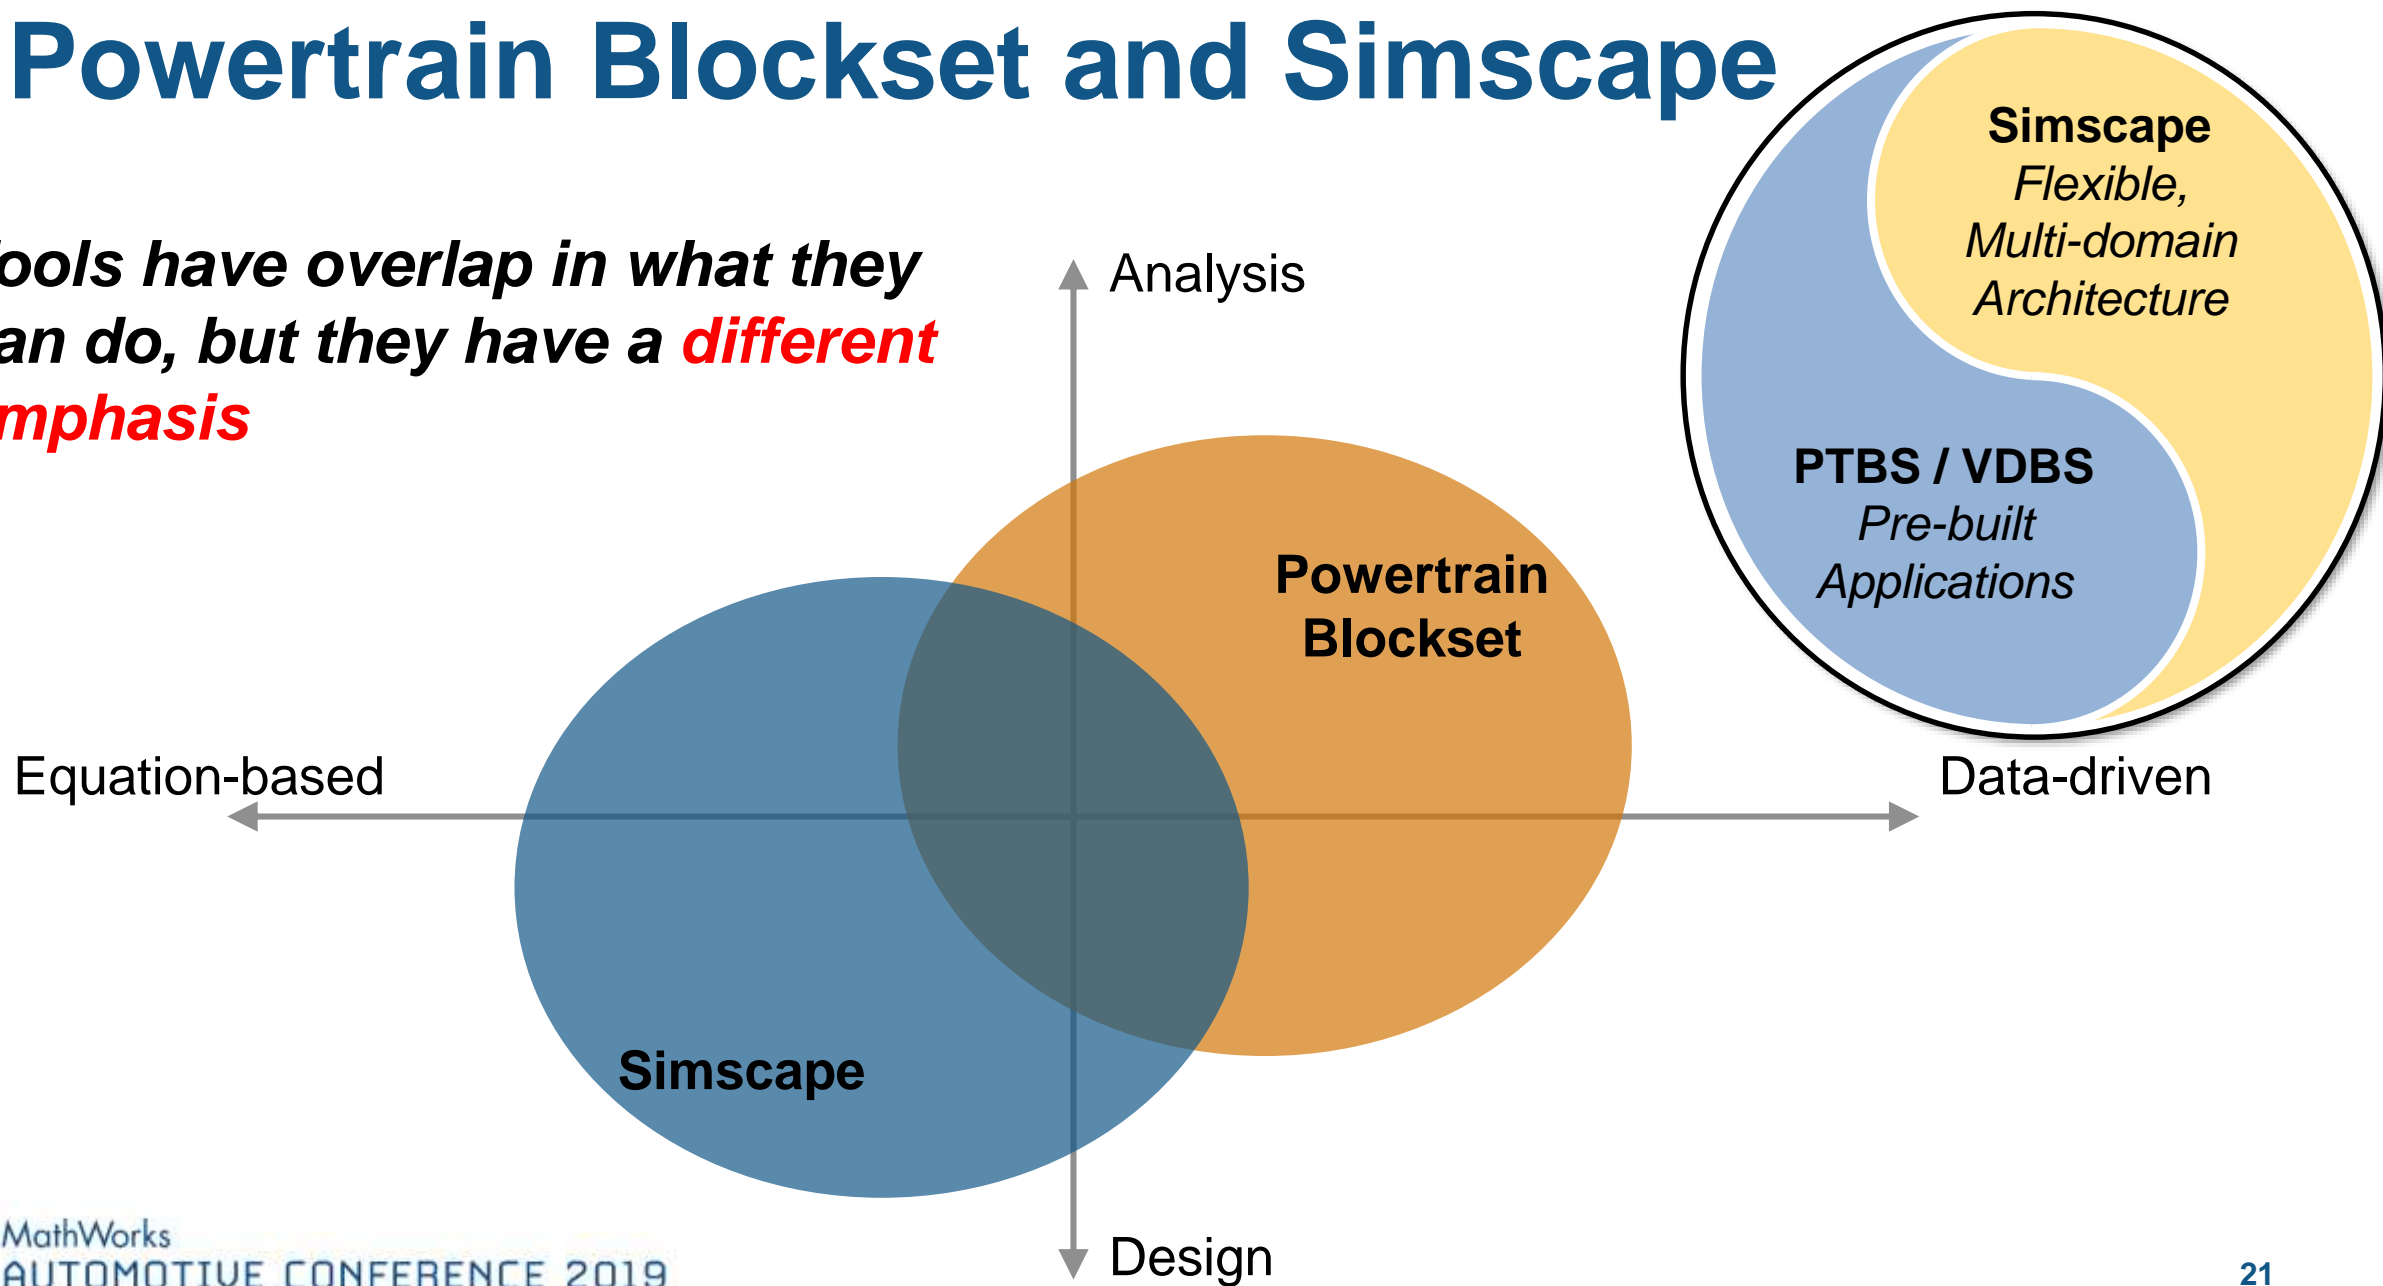 Powertrain Blockset and Simscape
ools have overlap in what they
an do, but they have a different
mphasis
Analysis
Simscape
Flexible,
Multi-domain
Architecture
PTBS / VDBS
Pre-built
Applications
Powertrain
Blockset
Equation-based
Data-driven
Simscape
Design
MathWorks
AUTOMOTIVE CONFERENCE 2019
21